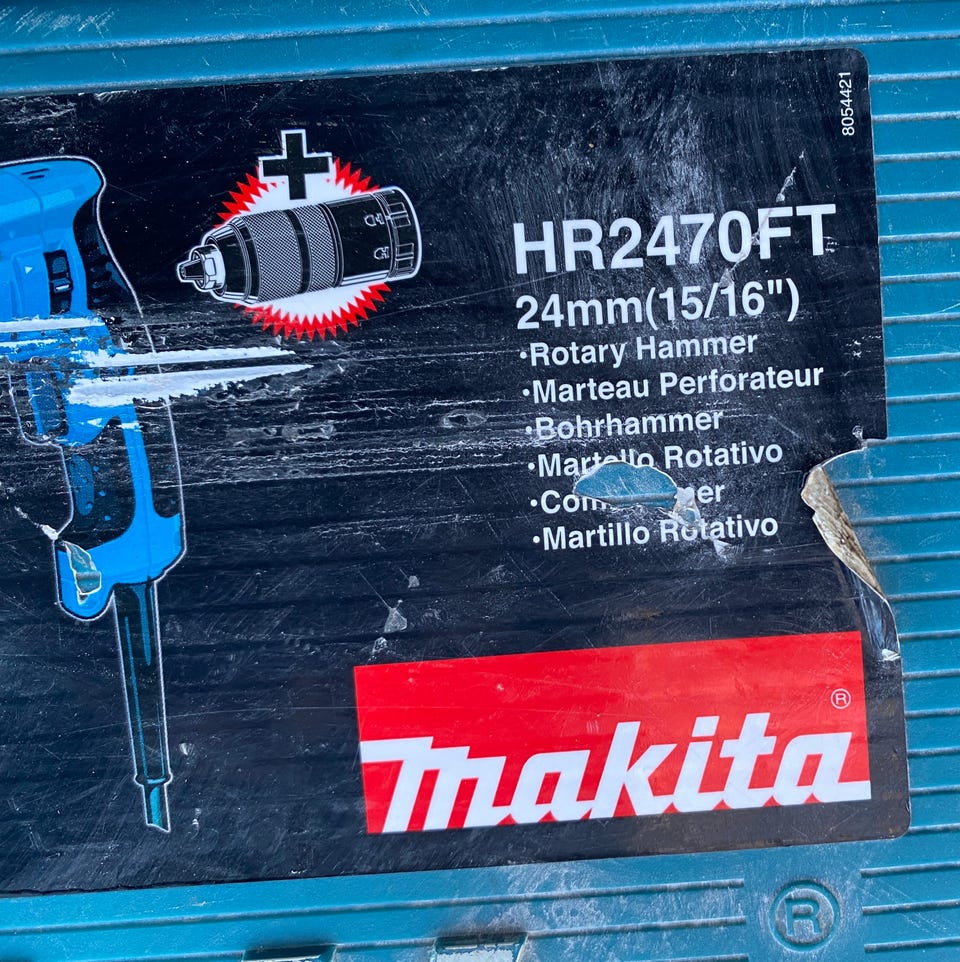 8054421
HR2470FT
24mm(15/16")
·Rotary Hammer
·Marteau Perforateur
·Bohrhammer
·Martello Rotativo
·Martillo Rotativo
makita ®
®